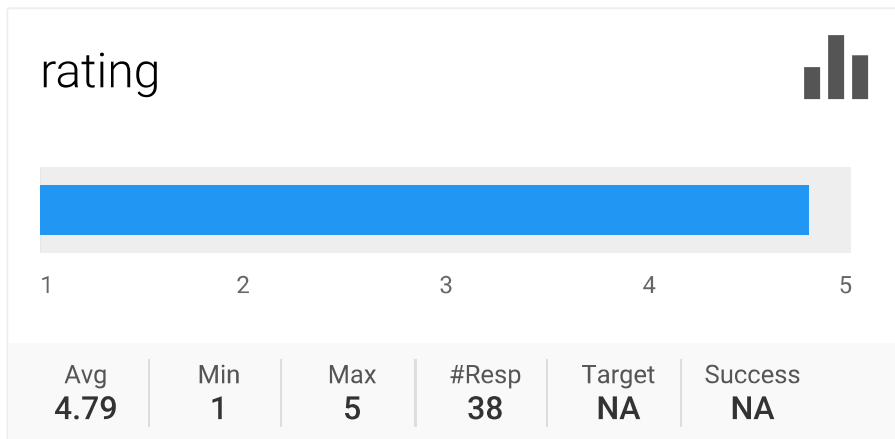 rating
1 2 3 4 5
Avg Min Max #Resp Target Success
4.79 1 5 38 NA NA